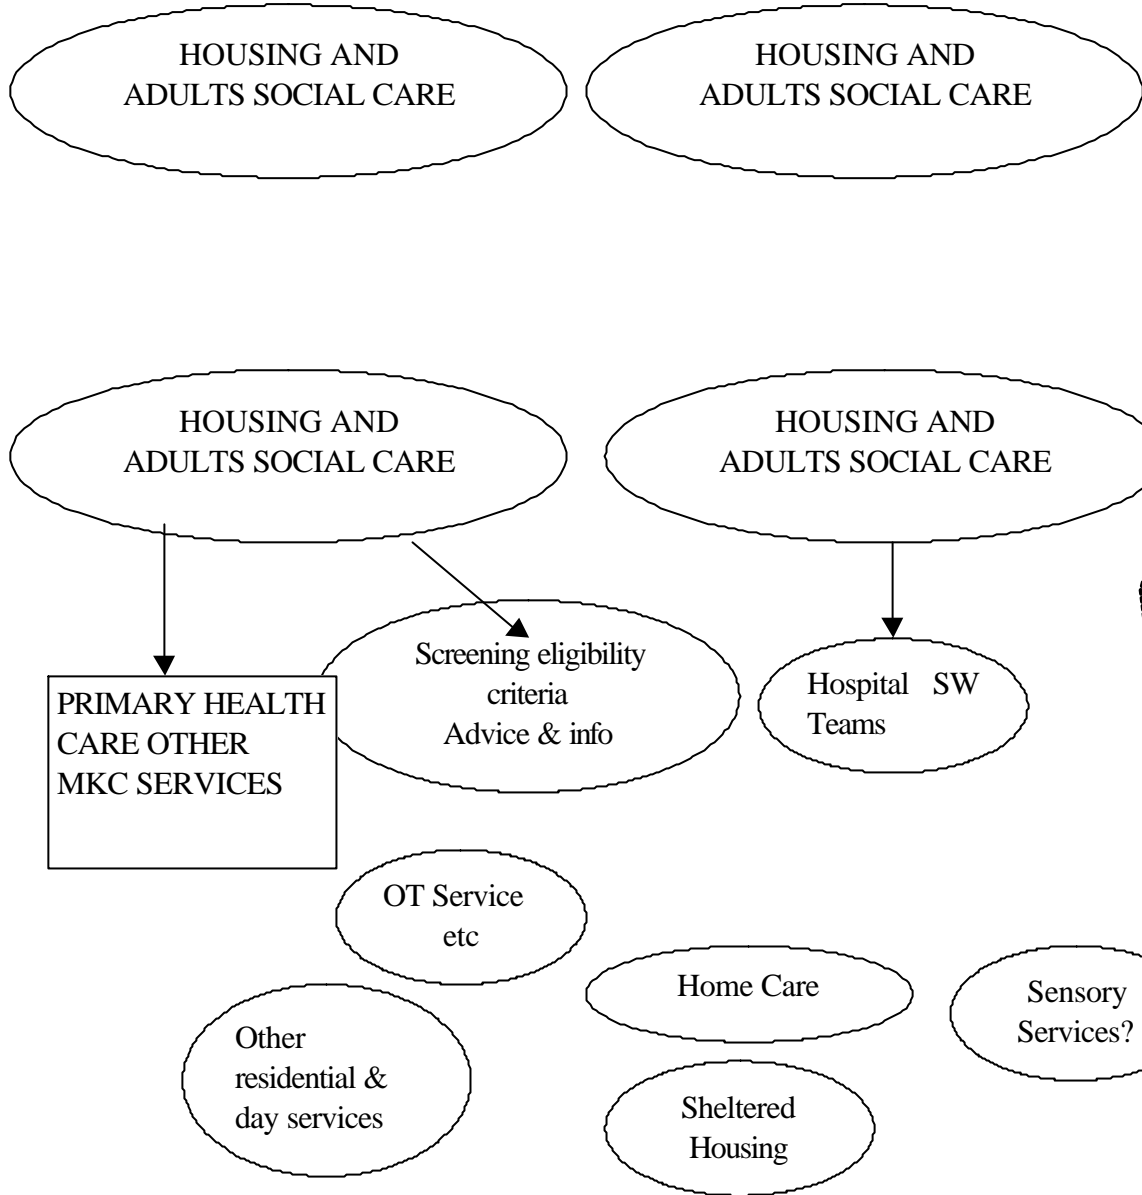 HOUSING AND
ADULTS SOCIAL CARE
HOUSING AND
ADULTS SOCIAL CARE
HOUSING AND
ADULTS SOCIAL CARE
HOUSING AND
ADULTS SOCIAL CARE
PRIMARY HEALTH
CARE OTHER
MKC SERVICES
Screening eligibility
criteria
Advice & info
Hospital SW
Teams
OT Service
etc
Home Care
Sensory
Services?
Other
residential &
day services
Sheltered
Housing